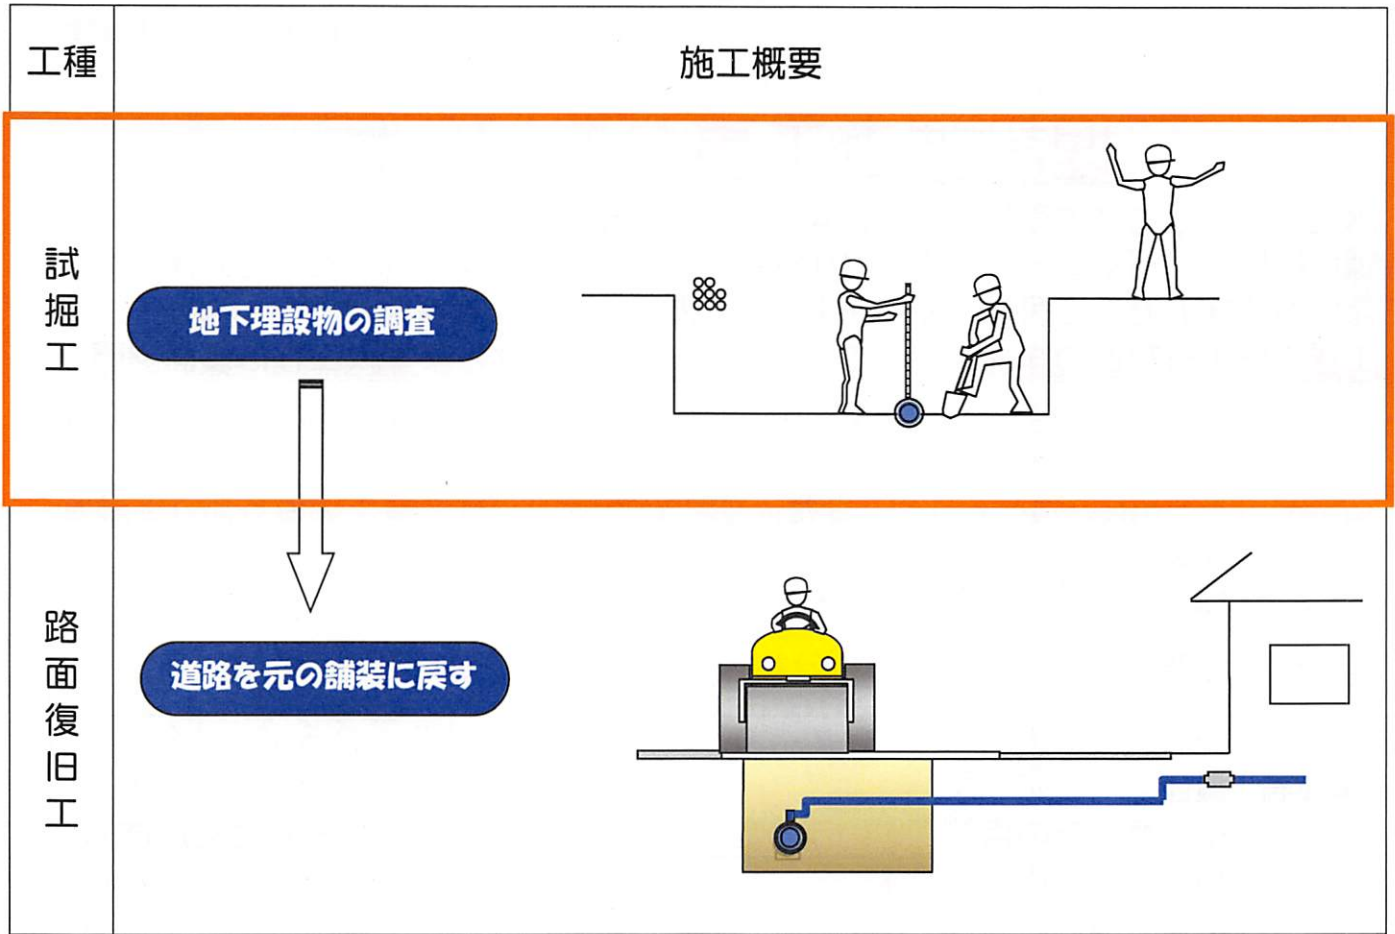 工種
施工概要
試掘工
地下埋設物の調査
路面復旧工
道路を元の舗装に戻す